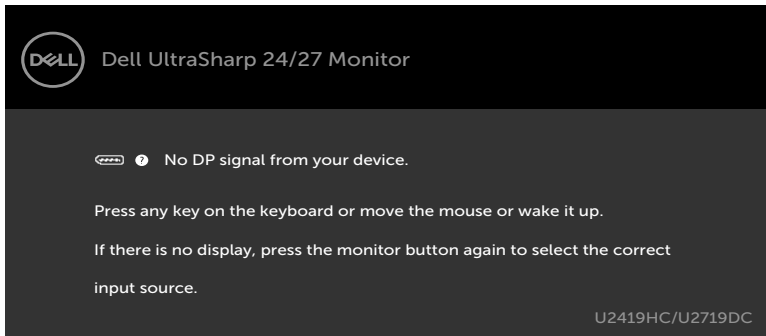 DELL Dell UltraSharp 24/27 Monitor
? No DP signal from your device.
Press any key on the keyboard or move the mouse or wake it up.
If there is no display, press the monitor button again to select the correct
input source.
U2419HC/U2719DC